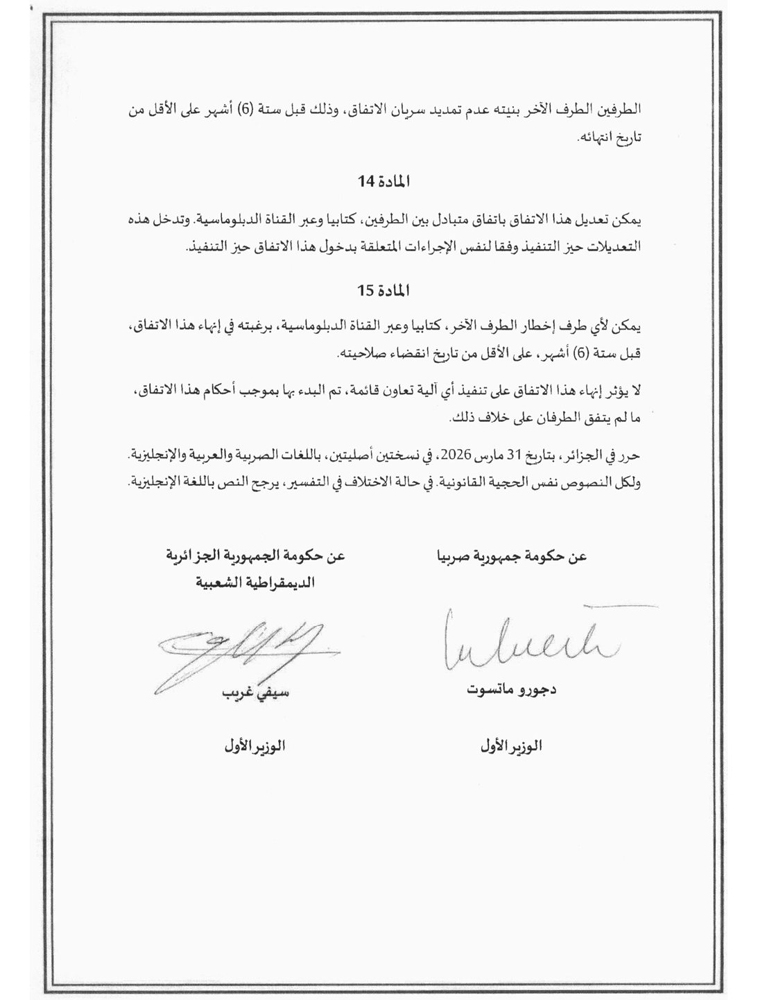 الطرفين الطرف الآخر بنيته عدم تمديد سريان الاتفاق، وذلك قبل ستة (6) أشهر على الأقل من
تاريخ انتهائه.
المادة 14
يمكن تعديل هذا الاتفاق باتفاق متبادل بين الطرفين، كتابيا وعبر القناة الدبلوماسية. وتدخل هذه
التعديلات حيز التنفيذ وفقا لنفس الإجراءات المتعلقة بدخول هذا الاتفاق حيز التنفيذ.
المادة 15
يمكن لأي طرف إخطار الطرف الآخر، كتابيا وعبر القناة الدبلوماسية، برغبته في إنهاء هذا الاتفاق،
قبل ستة (6) أشهر، على الأقل من تاريخ انقضاء صلاحيته.
لا يؤثر إنهاء هذا الاتفاق على تنفيذ أي آلية تعاون قائمة، تم البدء بها بموجب أحكام هذا الاتفاق،
ما لم يتفق الطرفان على خلاف ذلك.
حرر في الجزائر، بتاريخ 31 مارس 2026، في نسختين أصليتين، باللغات الصربية والعربية والإنجليزية.
ولكل النصوص نفس الحجية القانونية. في حالة الاختلاف في التفسير، يرجح النص باللغة الإنجليزية.
عن حكومة جمهورية صربيا
عن حكومة الجمهورية الجزائرية
الديمقراطية الشعبية
دجورو ماتسوت
سيفي غريب
الوزير الأول
الوزير الأول